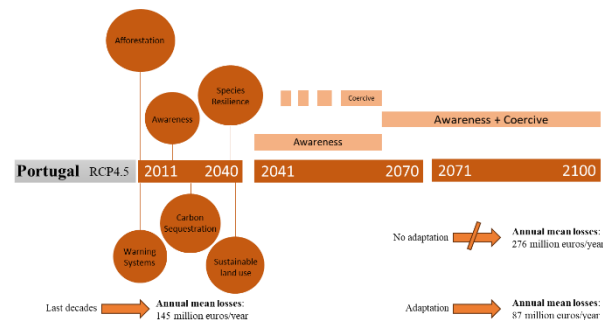 Afforestation
Species
Resilience
Awareness
Coercive
Awareness + Coercive
Awareness
Portugal RCP4.5
2011 2040
2041 2070
2071 2100
Carbon
Sequestration
Warning
Systems
Sustainable
land use
No adaptation
Annual mean losses:
276 million euros/year
Last decades
Annual mean losses:
145 million euros/year
Adaptation
Annual mean losses:
87 million euros/year